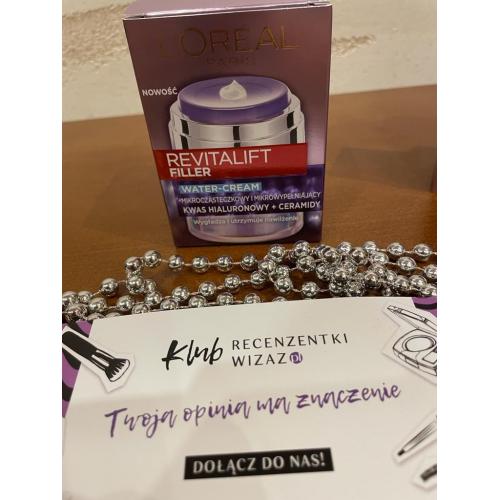 L'ORÉAL
PARIS
NOWOŚĆ
REVITALIFT
FILLER
WATER-CREAM
MIKROCZĄSTECZKOWY I MIKROWYPEŁNIAJĄCY
KWAS HIALURONOWY + CERAMIDY
Wygładza i utrzymuje nawilżenie
Klub RECENZENTKI
WIZAZ.pl
Twoja opinia ma znaczenie
DOŁĄCZ DO NAS!